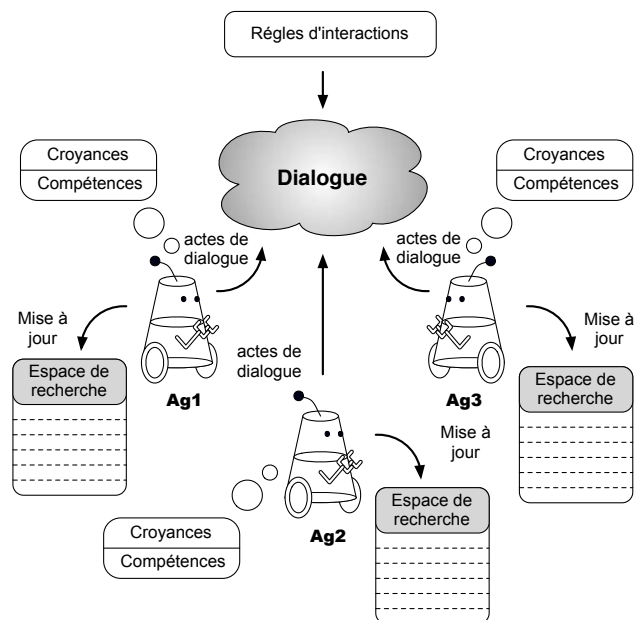 Régles d'interactions
Dialogue
Croyances
Compétences
Croyances
Compétences
actes de
dialogue
actes de
dialogue
Mise à
jour
Mise à
jour
Espace de
recherche
Ag1
actes de
dialogue
Ag3
Espace de
recherche
Mise à
jour
Croyances
Compétences
Ag2
Espace de
recherche